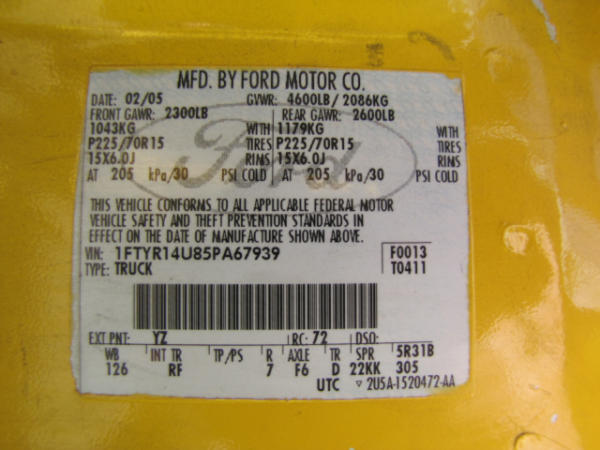 MFD. BY FORD MOTOR CO.
DATE: 02/05 GVWR: 4600LB/ 2086KG
FRONT GAWR: 2300LB REAR GAWR: 2600LB
1043KG WITH 1179KG WITH
P225/70R15 TIRES P225/70R15 TIRES
15X6.0J RIMS 15X6.0J RIMS
AT 205 kPa/30 PSI COLD AT 205 kPa/30 PSI COLD
Ford
THIS VEHICLE CONFORMS TO ALL APPLICABLE FEDERAL MOTOR
VEHICLE SAFETY AND THEFT PREVENTION STANDARDS IN
EFFECT ON THE DATE OF MANUFACTURE SHOWN ABOVE.
VIN: 1FTYR14U85PA67939 F0013
TYPE: TRUCK T0411
EXT PNT: YZ RC: 72 DSO:
WB INT TR TP/PS R AXLE TR SPR 5R31B
126 RF 7 F6 D 22KK 305
UTC ▽ 2U5A-1520472-AA